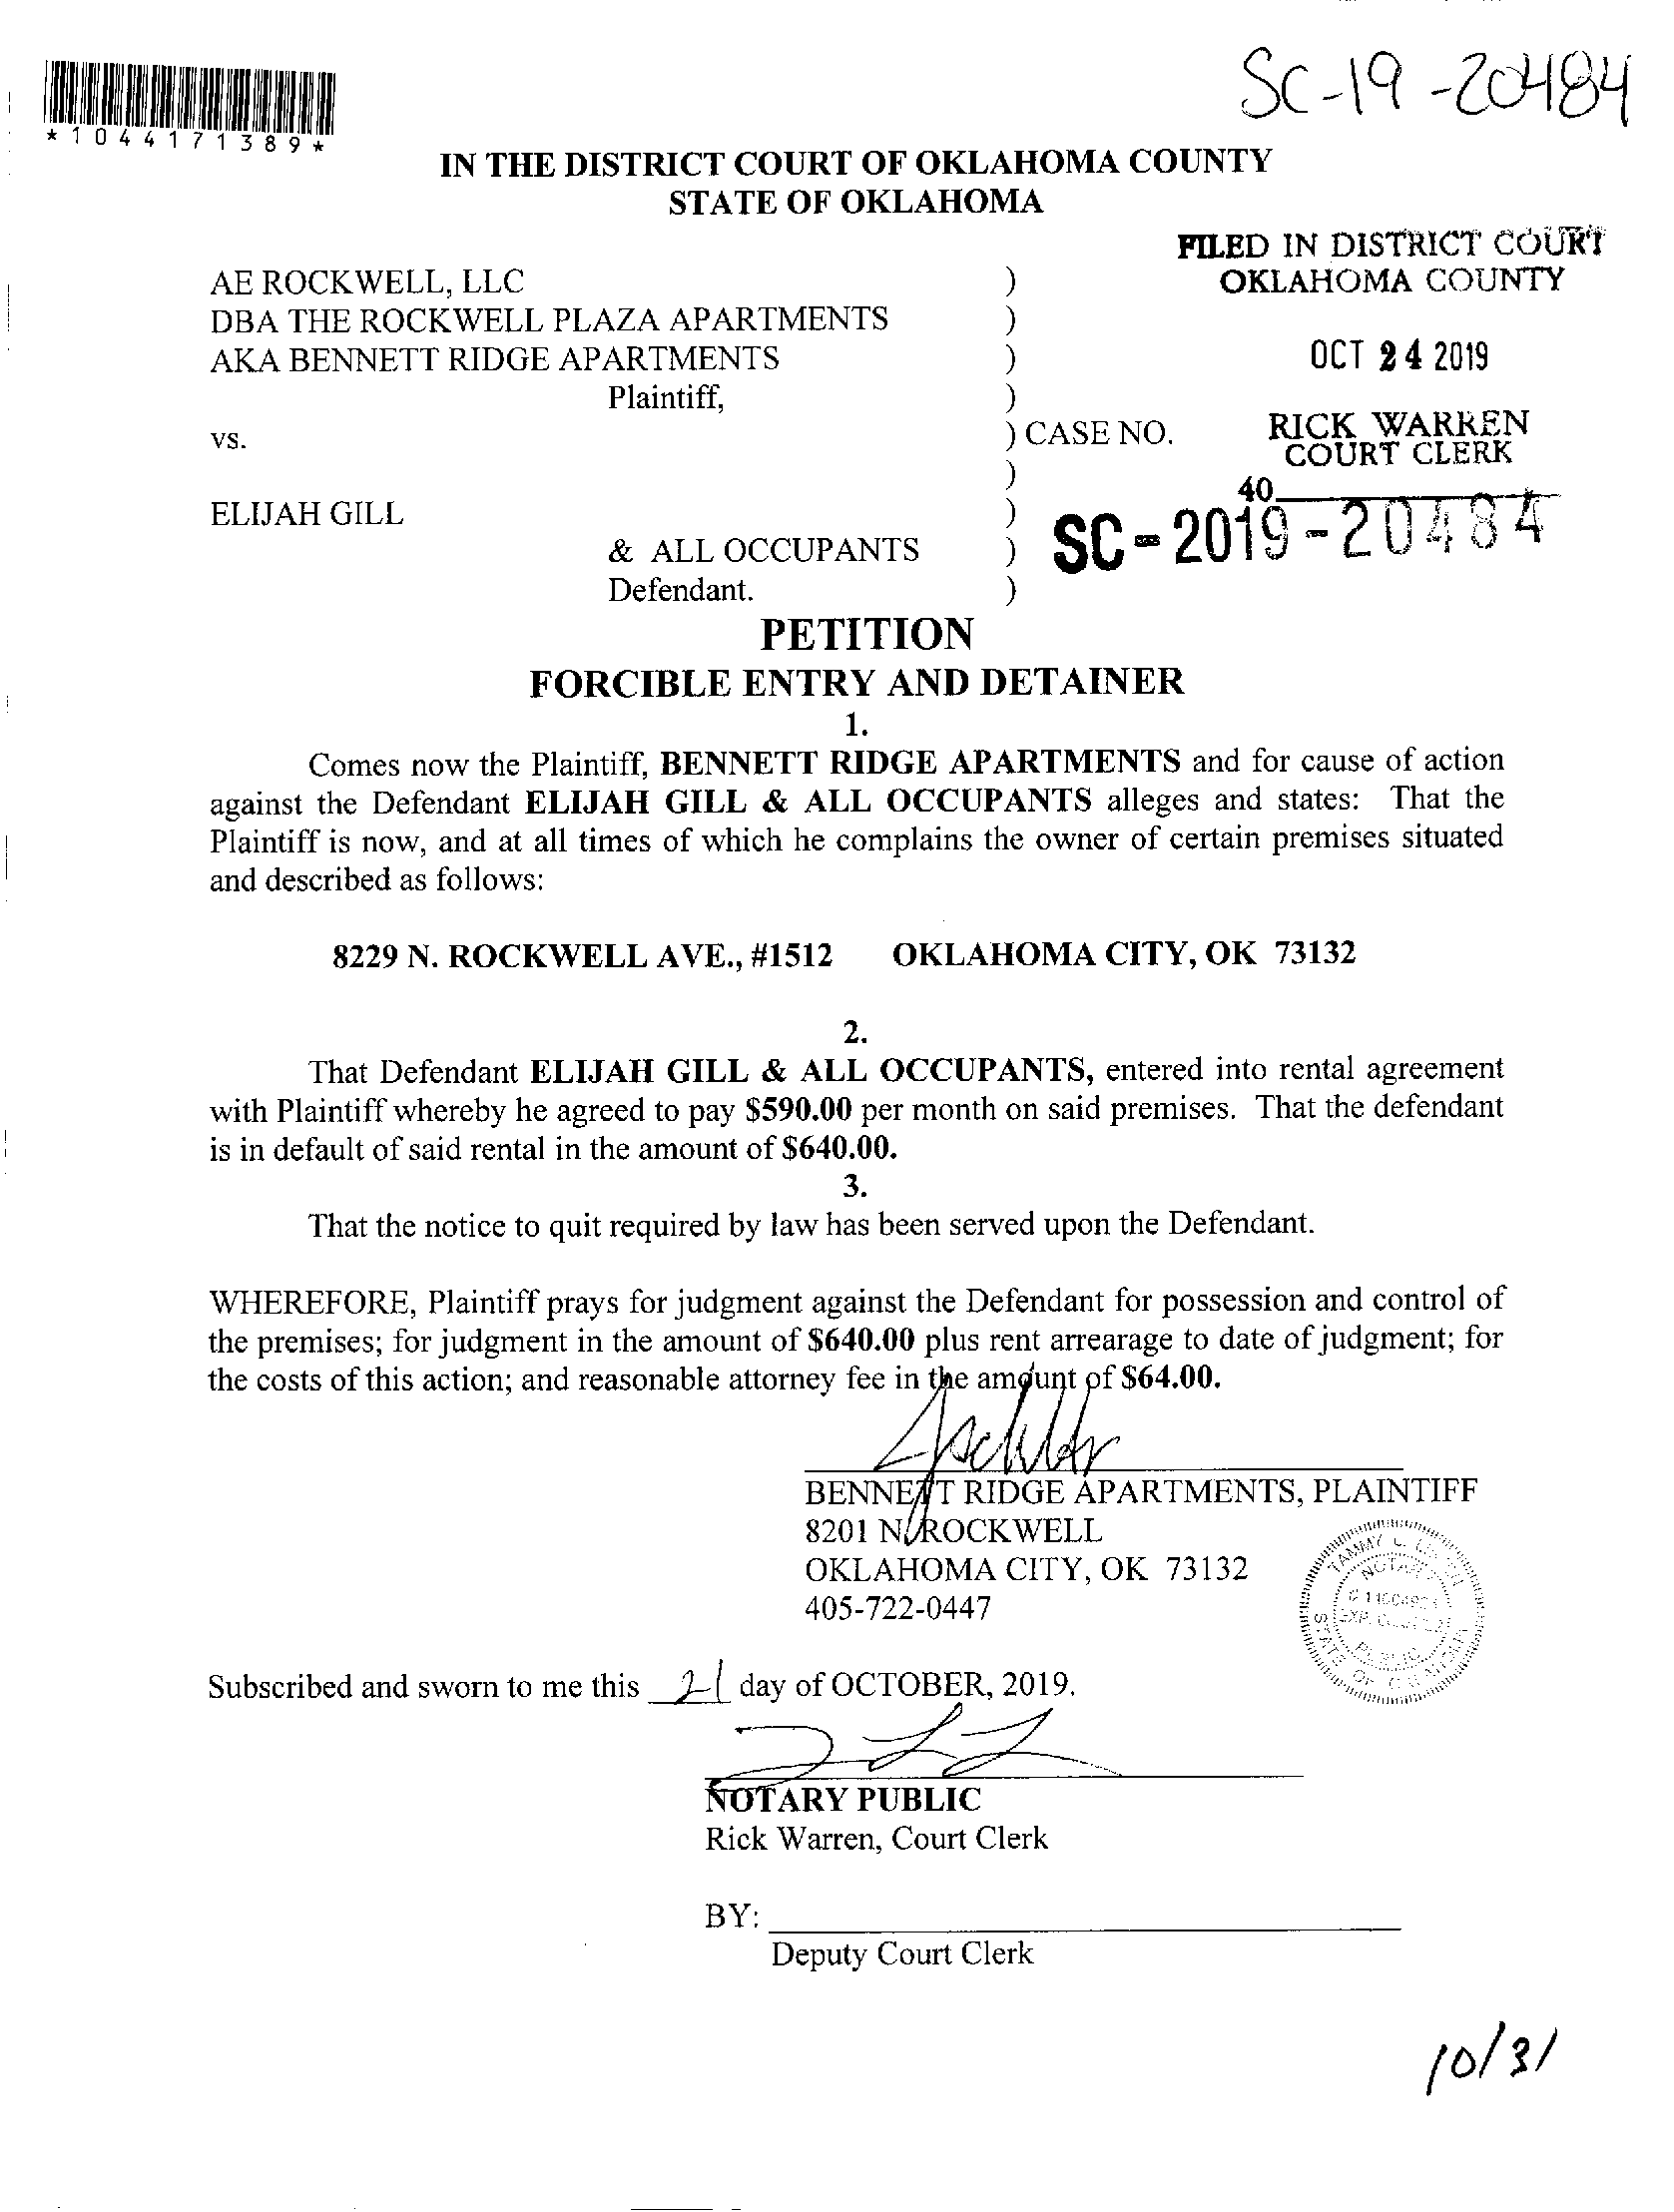 SC-19-20484
*1044171389*
IN THE DISTRICT COURT OF OKLAHOMA COUNTY
STATE OF OKLAHOMA
FILED IN DISTRICT COURT
OKLAHOMA COUNTY
AE ROCKWELL, LLC )
DBA THE ROCKWELL PLAZA APARTMENTS )
AKA BENNETT RIDGE APARTMENTS )
OCT 24 2019
Plaintiff, )
vs. ) CASE NO.
RICK WARREN
COURT CLERK
)
40
ELIJAH GILL )
SC-2019-20484
& ALL OCCUPANTS )
Defendant. )
PETITION
FORCIBLE ENTRY AND DETAINER
1.
Comes now the Plaintiff, BENNETT RIDGE APARTMENTS and for cause of action
against the Defendant ELIJAH GILL & ALL OCCUPANTS alleges and states: That the
Plaintiff is now, and at all times of which he complains the owner of certain premises situated
and described as follows:
8229 N. ROCKWELL AVE., #1512 OKLAHOMA CITY, OK 73132
2.
That Defendant ELIJAH GILL & ALL OCCUPANTS, entered into rental agreement
with Plaintiff whereby he agreed to pay $590.00 per month on said premises. That the defendant
is in default of said rental in the amount of $640.00.
3.
That the notice to quit required by law has been served upon the Defendant.
WHEREFORE, Plaintiff prays for judgment against the Defendant for possession and control of
the premises; for judgment in the amount of $640.00 plus rent arrearage to date of judgment; for
the costs of this action; and reasonable attorney fee in the amount of $64.00.
BENNETT RIDGE APARTMENTS, PLAINTIFF
8201 N. ROCKWELL
OKLAHOMA CITY, OK 73132
405-722-0447
TAMMY
NOTARY
PUBLIC
STATE OF OKLAHOMA
Subscribed and sworn to me this 21 day of OCTOBER, 2019.
NOTARY PUBLIC
Rick Warren, Court Clerk
BY:
Deputy Court Clerk
10/31